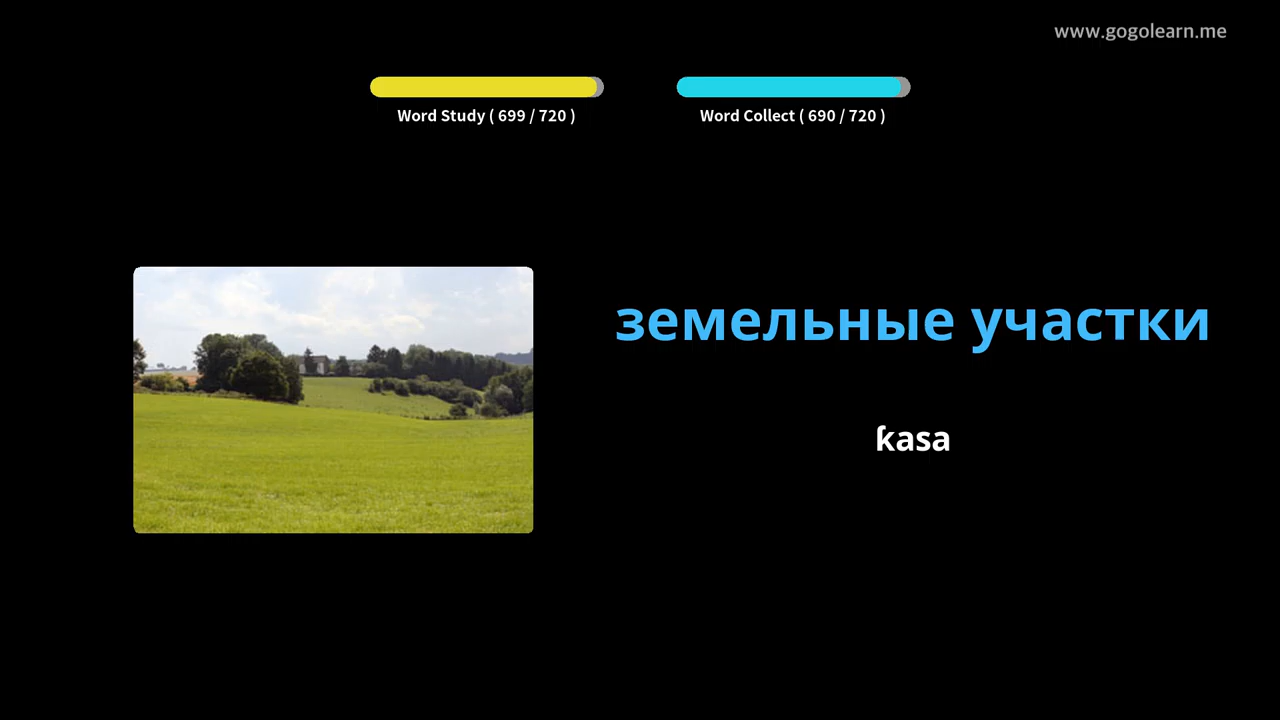 www.gogolearn.me
Word Study ( 699 / 720 )
Word Collect ( 690 / 720 )
земельные участки
ƙasa